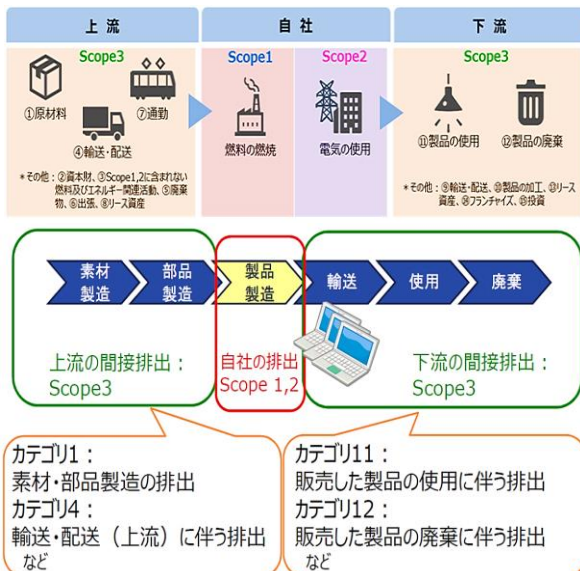 上流
自社
下流
Scope3
Scope1
Scope2
Scope3
①原材料
⑦通勤
④輸送・配送
燃料の燃焼
電気の使用
⑪製品の使用
⑫製品の廃棄
*その他：②資本財、③Scope1,2に含まれない
燃料及びエネルギー関連活動、⑤廃棄
物、⑥出張、⑧リース資産
*その他：⑨輸送・配送、⑩製品の加工、⑬リース
資産、⑭フランチャイズ、⑮投資
素材
製造
部品
製造
製品
製造
輸送
使用
廃棄
上流の間接排出：
Scope3
自社の排出
Scope 1,2
下流の間接排出：
Scope3
カテゴリ1：
素材・部品製造の排出
カテゴリ4：
輸送・配送（上流）に伴う排出
など
カテゴリ11：
販売した製品の使用に伴う排出
カテゴリ12：
販売した製品の廃棄に伴う排出
など